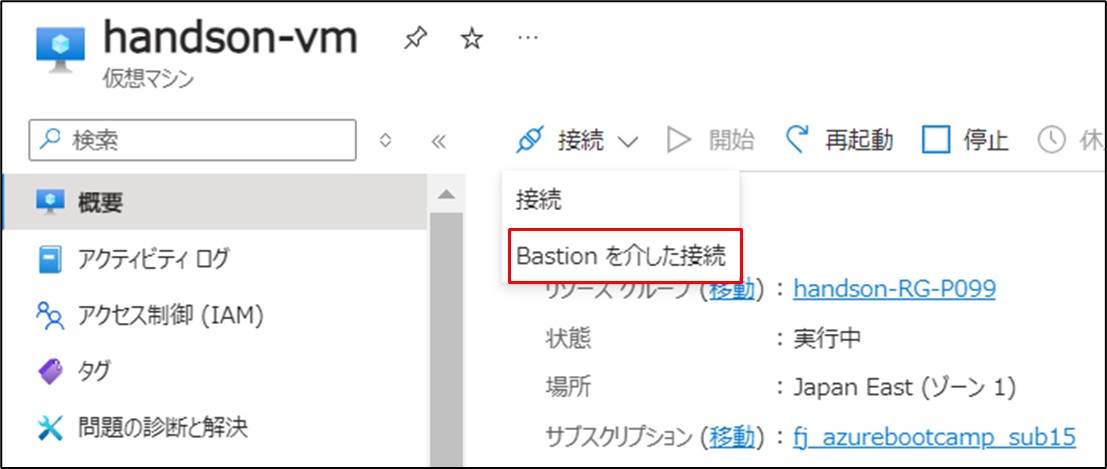 handson-vm
仮想マシン
検索
接続 開始 再起動 停止 休
概要
アクティビティ ログ
アクセス制御 (IAM)
タグ
問題の診断と解決
接続
Bastion を介した接続
リソース グループ (移動) : handson-RG-P099
状態 : 実行中
場所 : Japan East (ゾーン 1)
サブスクリプション (移動) : fj_azurebootcamp_sub15